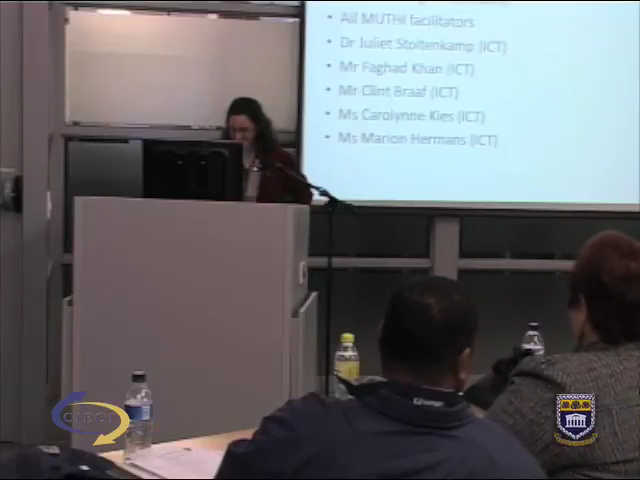 • All MUTHI facilitators
• Dr Juliet Stoltenkamp (ICT)
• Mr Faghad Khan (ICT)
• Mr Clint Braaf (ICT)
• Ms Carolynne Kies (ICT)
• Ms Marion Hermans (ICT)
CIECT